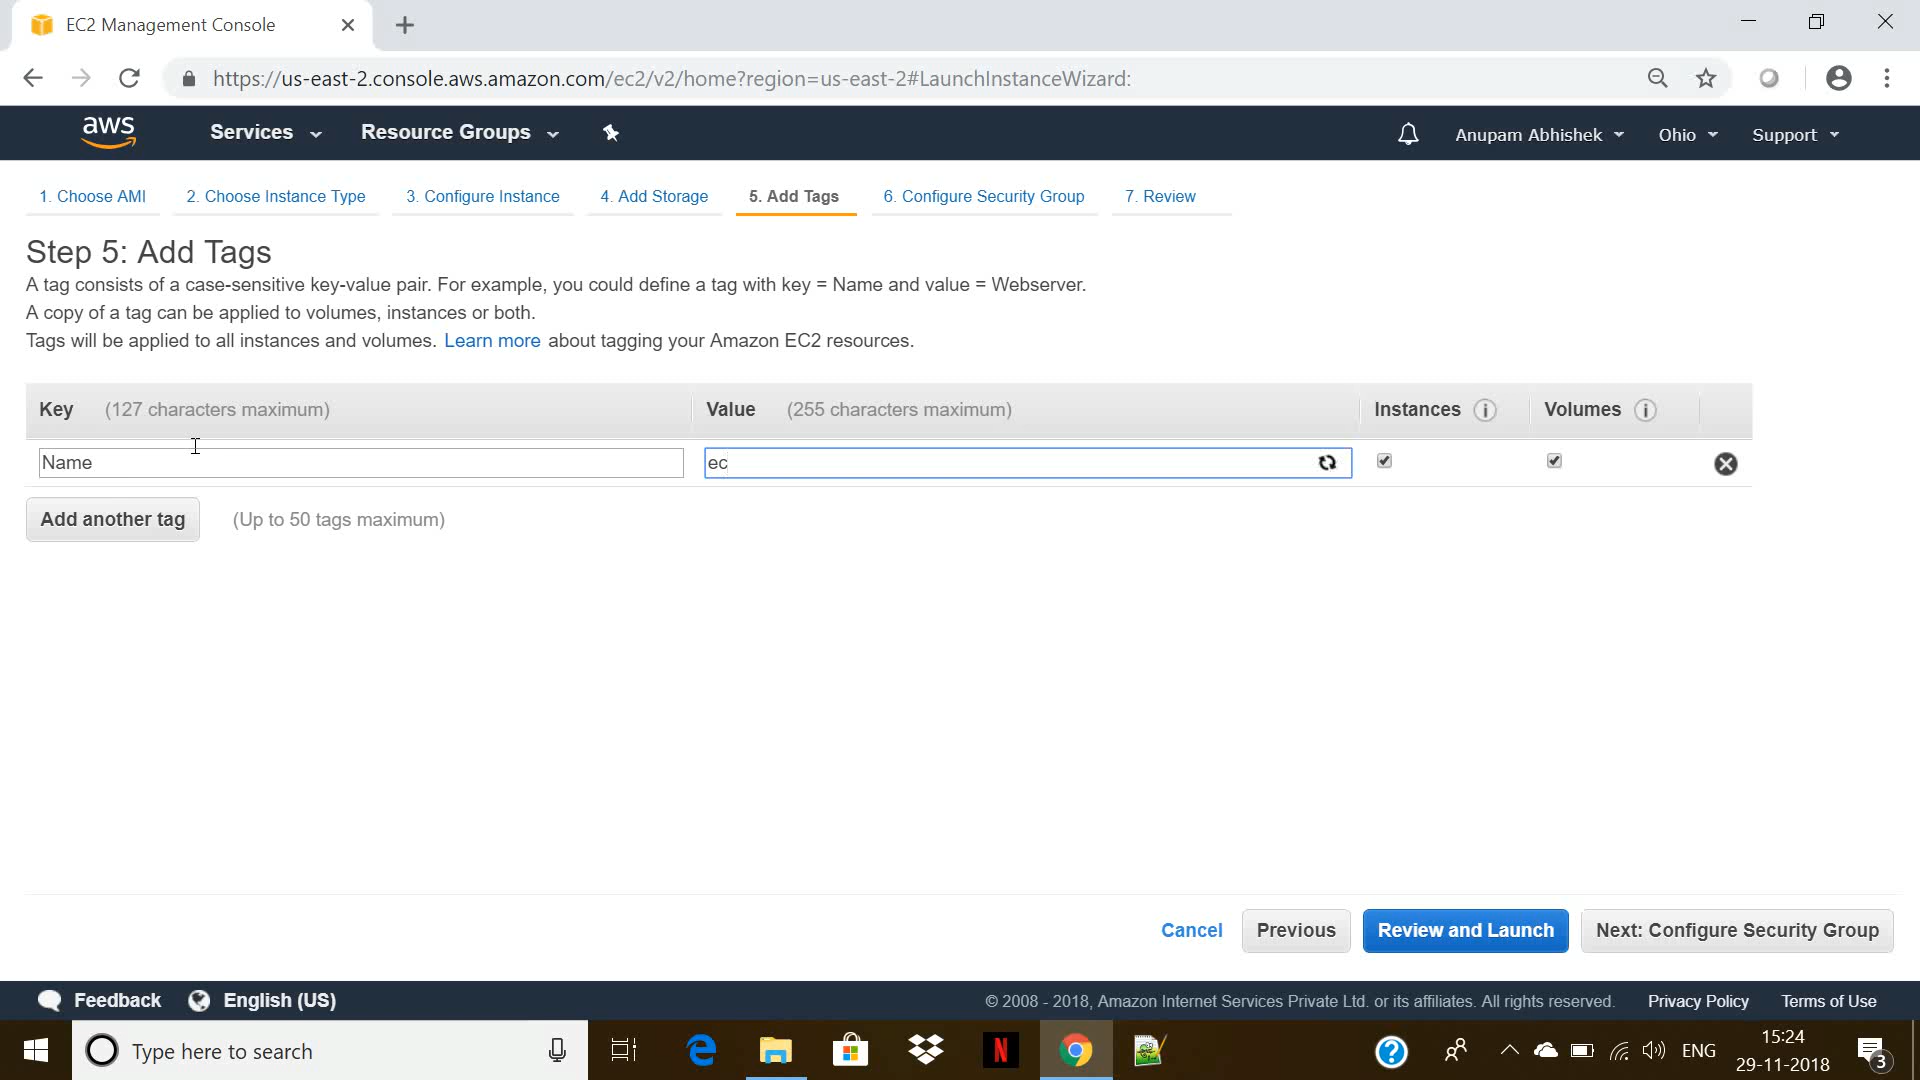 EC2 Management Console
https://us-east-2.console.aws.amazon.com/ec2/v2/home?region=us-east-2#LaunchInstanceWizard:
aws Services Resource Groups Anupam Abhishek Ohio Support
1. Choose AMI 2. Choose Instance Type 3. Configure Instance 4. Add Storage 5. Add Tags 6. Configure Security Group 7. Review
Step 5: Add Tags
A tag consists of a case-sensitive key-value pair. For example, you could define a tag with key = Name and value = Webserver.
A copy of a tag can be applied to volumes, instances or both.
Tags will be applied to all instances and volumes. Learn more about tagging your Amazon EC2 resources.
Key (127 characters maximum) Value (255 characters maximum) Instances i Volumes i
Name ec
Add another tag (Up to 50 tags maximum)
Cancel Previous Review and Launch Next: Configure Security Group
Feedback English (US) © 2008 - 2018, Amazon Internet Services Private Ltd. or its affiliates. All rights reserved. Privacy Policy Terms of Use
Type here to search N ? ENG 15:24
29-11-2018 3